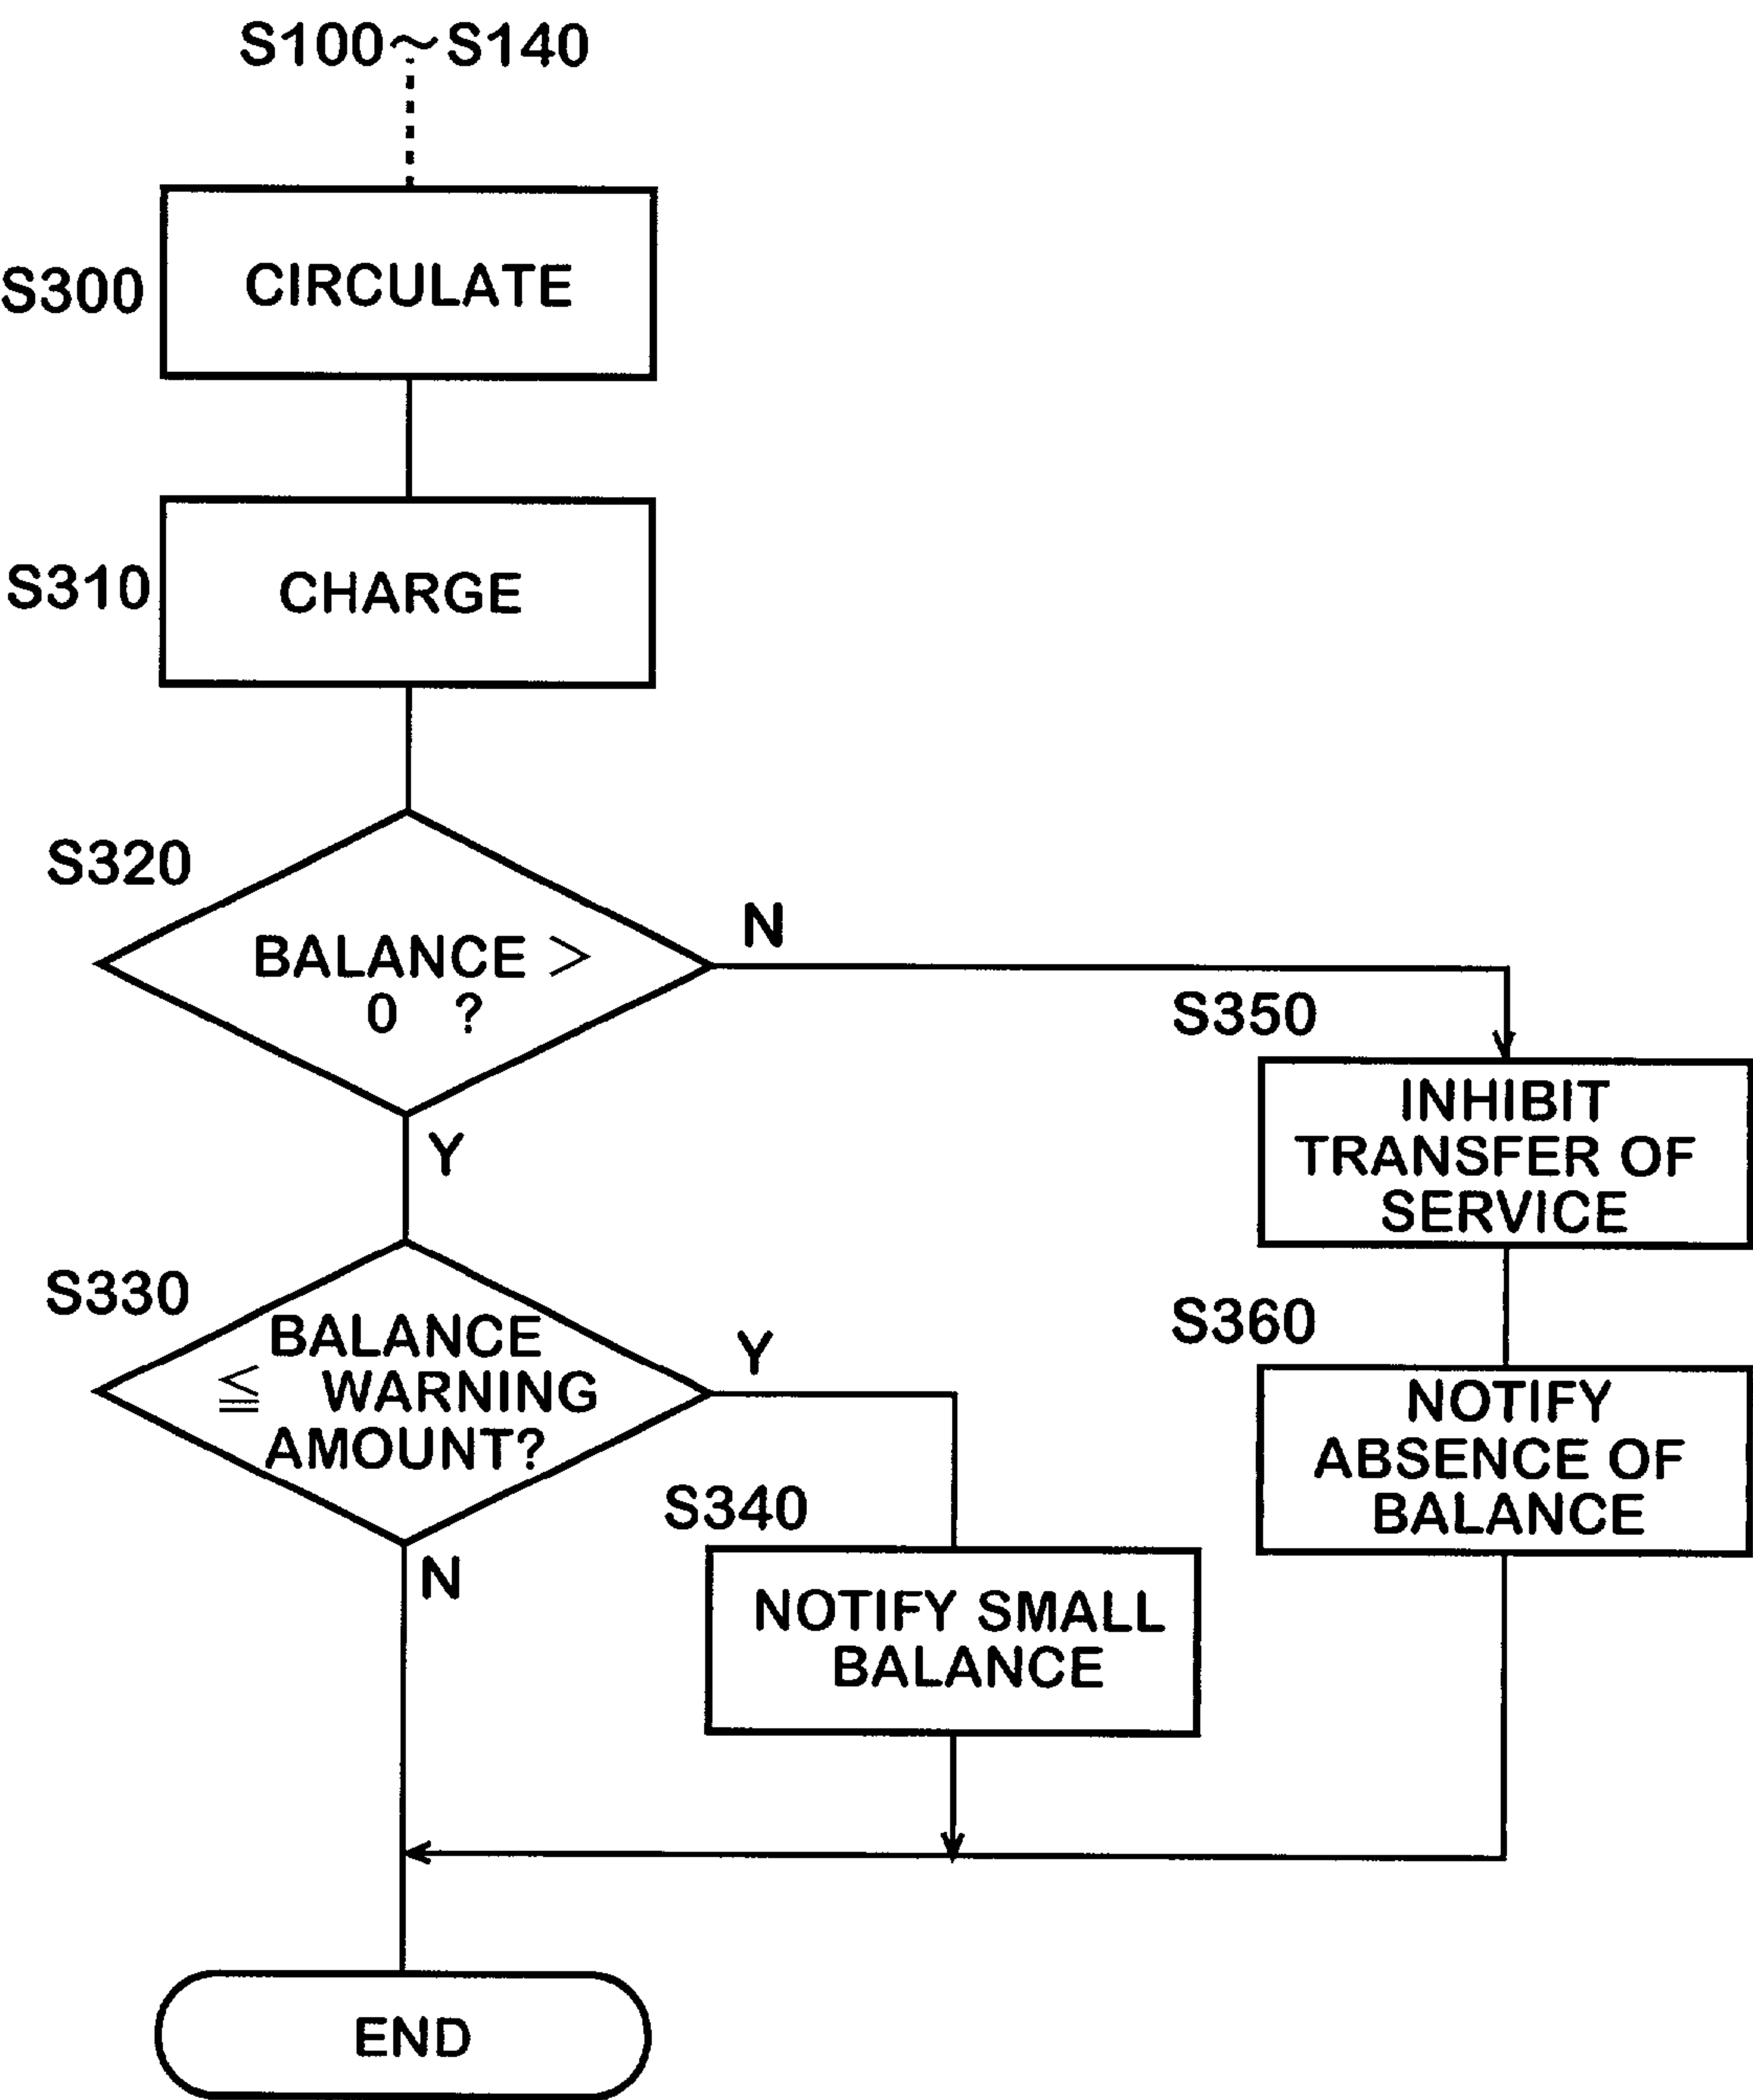 S100~S140
S300
CIRCULATE
S310
CHARGE
S320
BALANCE >
0 ?
N
Y
S350
INHIBIT
TRANSFER OF
SERVICE
S330
BALANCE
≦ WARNING
AMOUNT?
Y
N
S360
NOTIFY
ABSENCE OF
BALANCE
S340
NOTIFY SMALL
BALANCE
END